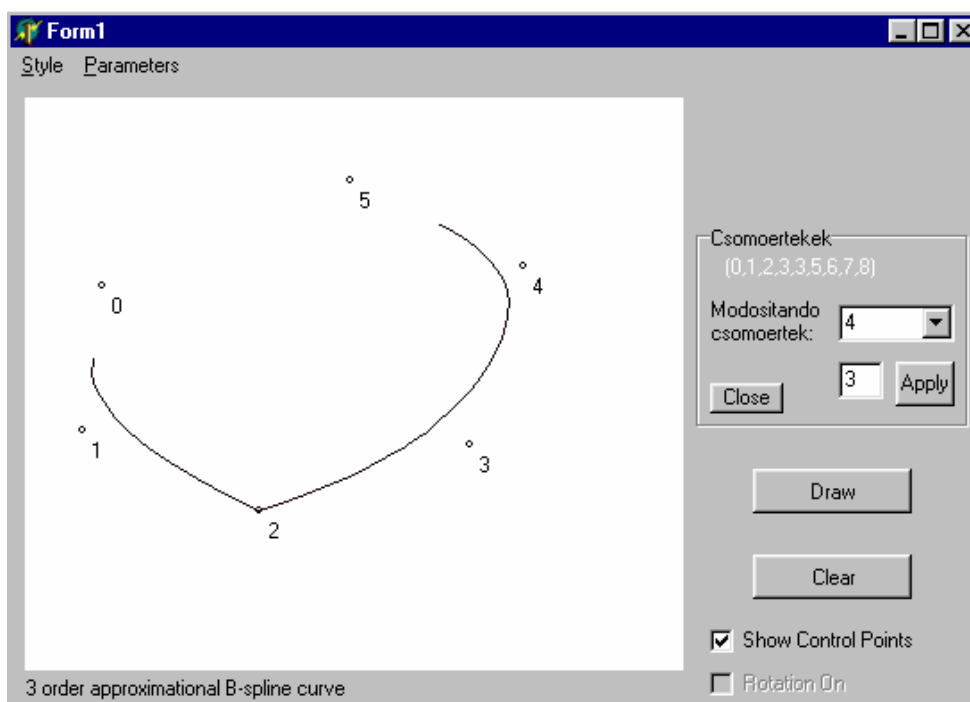 Form1
Style Parameters
5
4
0
1
3
2
Csomoertekek
(0,1,2,3,3,5,6,7,8)
Modositando
csomoertek:
4
3
Apply
Close
Draw
Clear
Show Control Points
Rotation On
3 order approximational B-spline curve